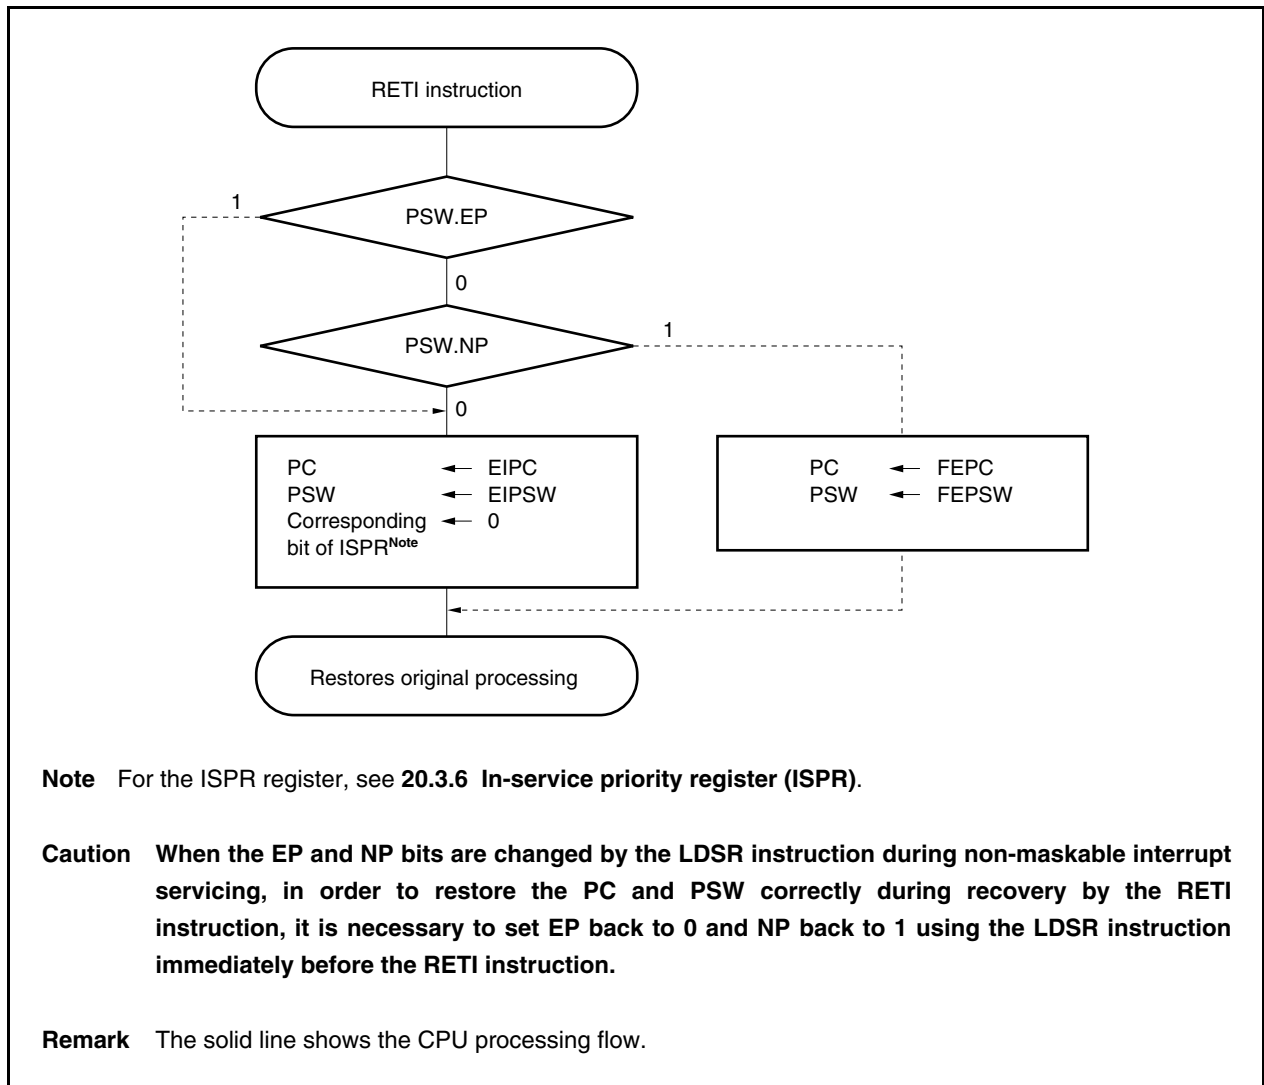 RETI instruction
1
PSW.EP
0
1
PSW.NP
0
PC ← EIPC
PSW ← EIPSW
Corresponding ← 0
bit of ISPRNote
PC ← FEPC
PSW ← FEPSW
Restores original processing
Note For the ISPR register, see 20.3.6 In-service priority register (ISPR).
Caution When the EP and NP bits are changed by the LDSR instruction during non-maskable interrupt
servicing, in order to restore the PC and PSW correctly during recovery by the RETI
instruction, it is necessary to set EP back to 0 and NP back to 1 using the LDSR instruction
immediately before the RETI instruction.
Remark The solid line shows the CPU processing flow.